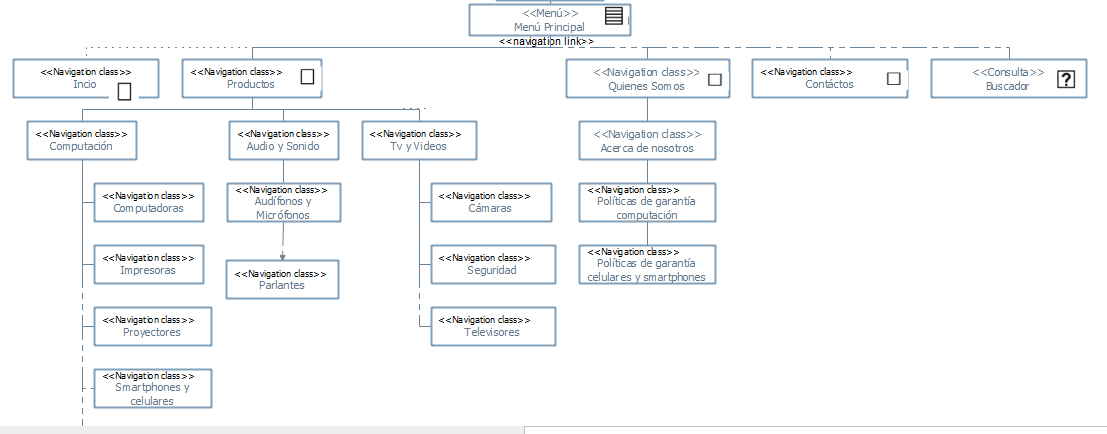 <<Menú>>
Menú Principal
<<navigation link>>
<<Navigation class>>
Incio
<<Navigation class>>
Productos
<<Navigation class>>
Quienes Somos
<<Navigation class>>
Contáctos
<<Consulta>>
Buscador
?
<<Navigation class>>
Computación
<<Navigation class>>
Audio y Sonido
<<Navigation class>>
Tv y Videos
<<Navigation class>>
Acerca de nosotros
<<Navigation class>>
Computadoras
<<Navigation class>>
Audífonos y
Micrófonos
<<Navigation class>>
Cámaras
<<Navigation class>>
Políticas de garantía
computación
<<Navigation class>>
Impresoras
<<Navigation class>>
Parlantes
<<Navigation class>>
Seguridad
<<Navigation class>>
Políticas de garantía
celulares y smartphones
<<Navigation class>>
Proyectores
<<Navigation class>>
Televisores
<<Navigation class>>
Smartphones y
celulares